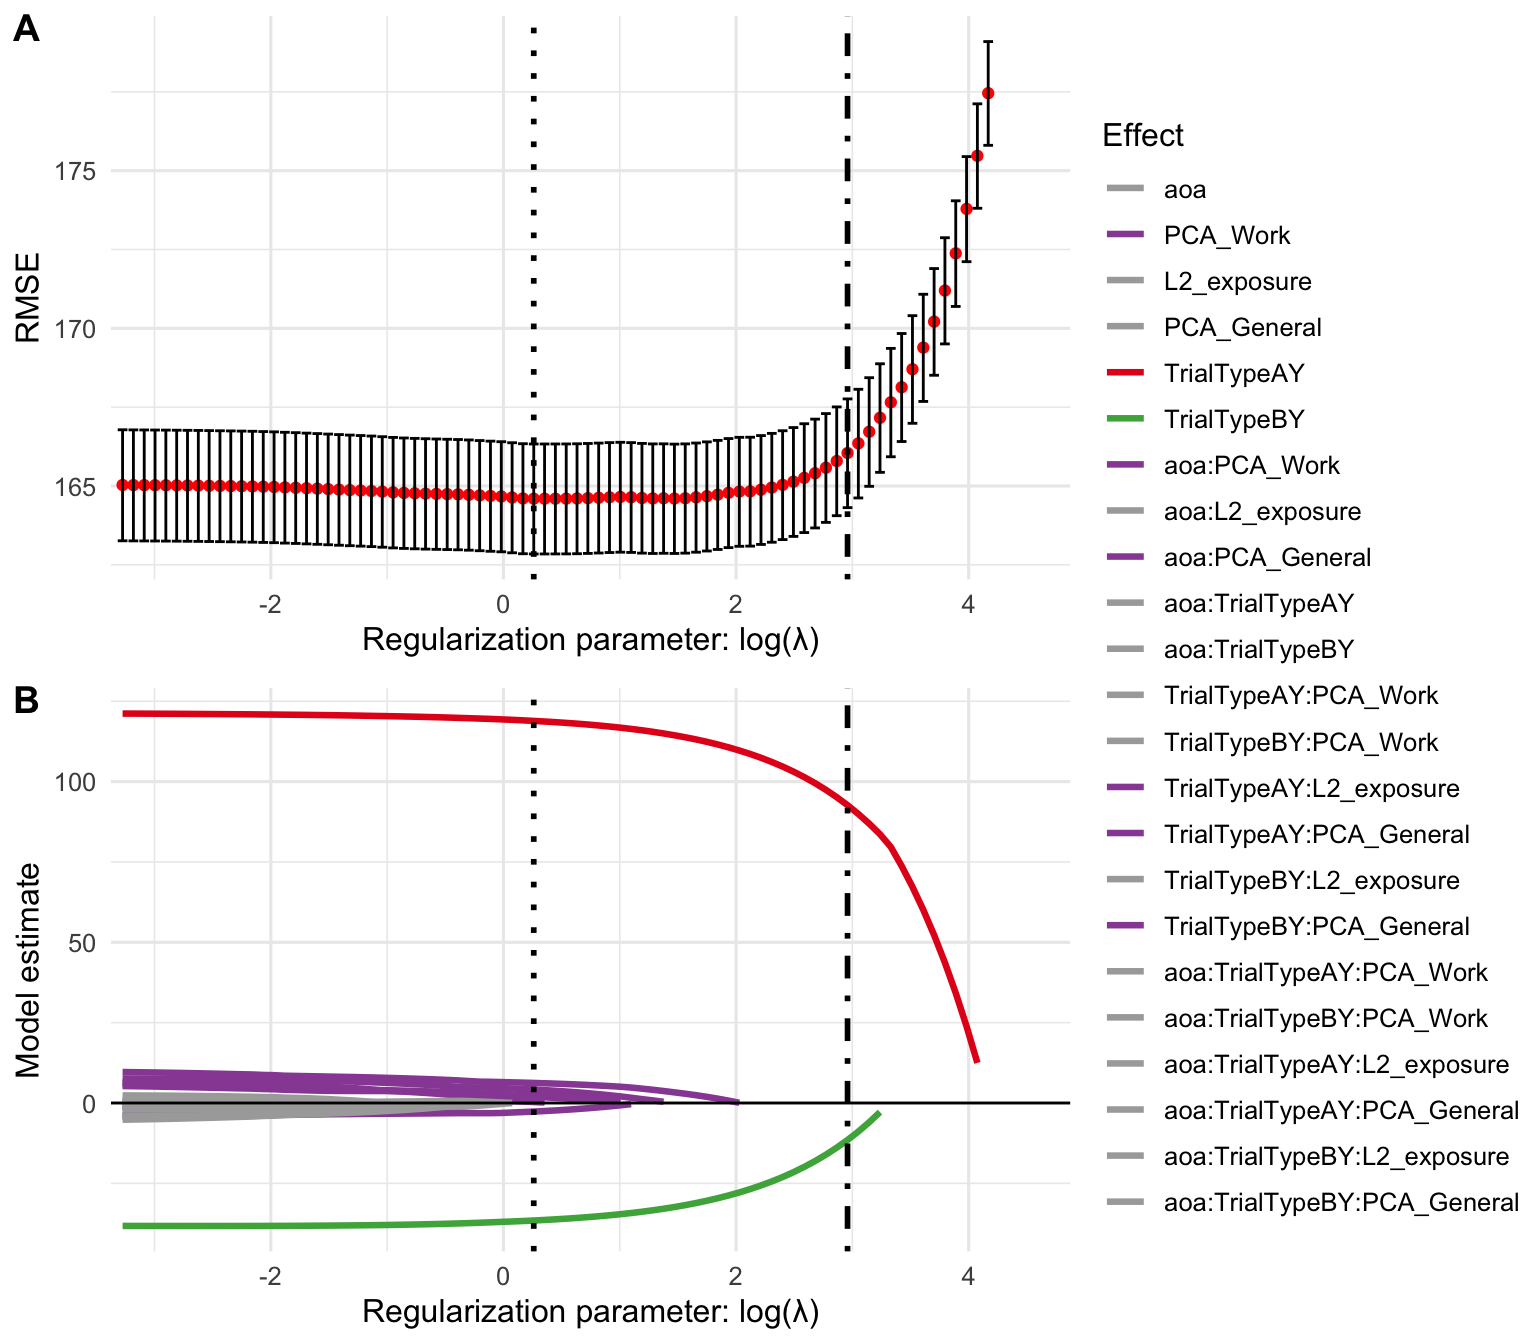 A
175
170
165
RMSE
-2
0
2
4
Regularization parameter: log(λ)
B
100
50
0
Model estimate
-2
0
2
4
Regularization parameter: log(λ)
Effect
aoa
PCA_Work
L2_exposure
PCA_General
TrialTypeAY
TrialTypeBY
aoa:PCA_Work
aoa:L2_exposure
aoa:PCA_General
aoa:TrialTypeAY
aoa:TrialTypeBY
TrialTypeAY:PCA_Work
TrialTypeBY:PCA_Work
TrialTypeAY:L2_exposure
TrialTypeAY:PCA_General
TrialTypeBY:L2_exposure
TrialTypeBY:PCA_General
aoa:TrialTypeAY:PCA_Work
aoa:TrialTypeBY:PCA_Work
aoa:TrialTypeAY:L2_exposure
aoa:TrialTypeAY:PCA_General
aoa:TrialTypeBY:L2_exposure
aoa:TrialTypeBY:PCA_General